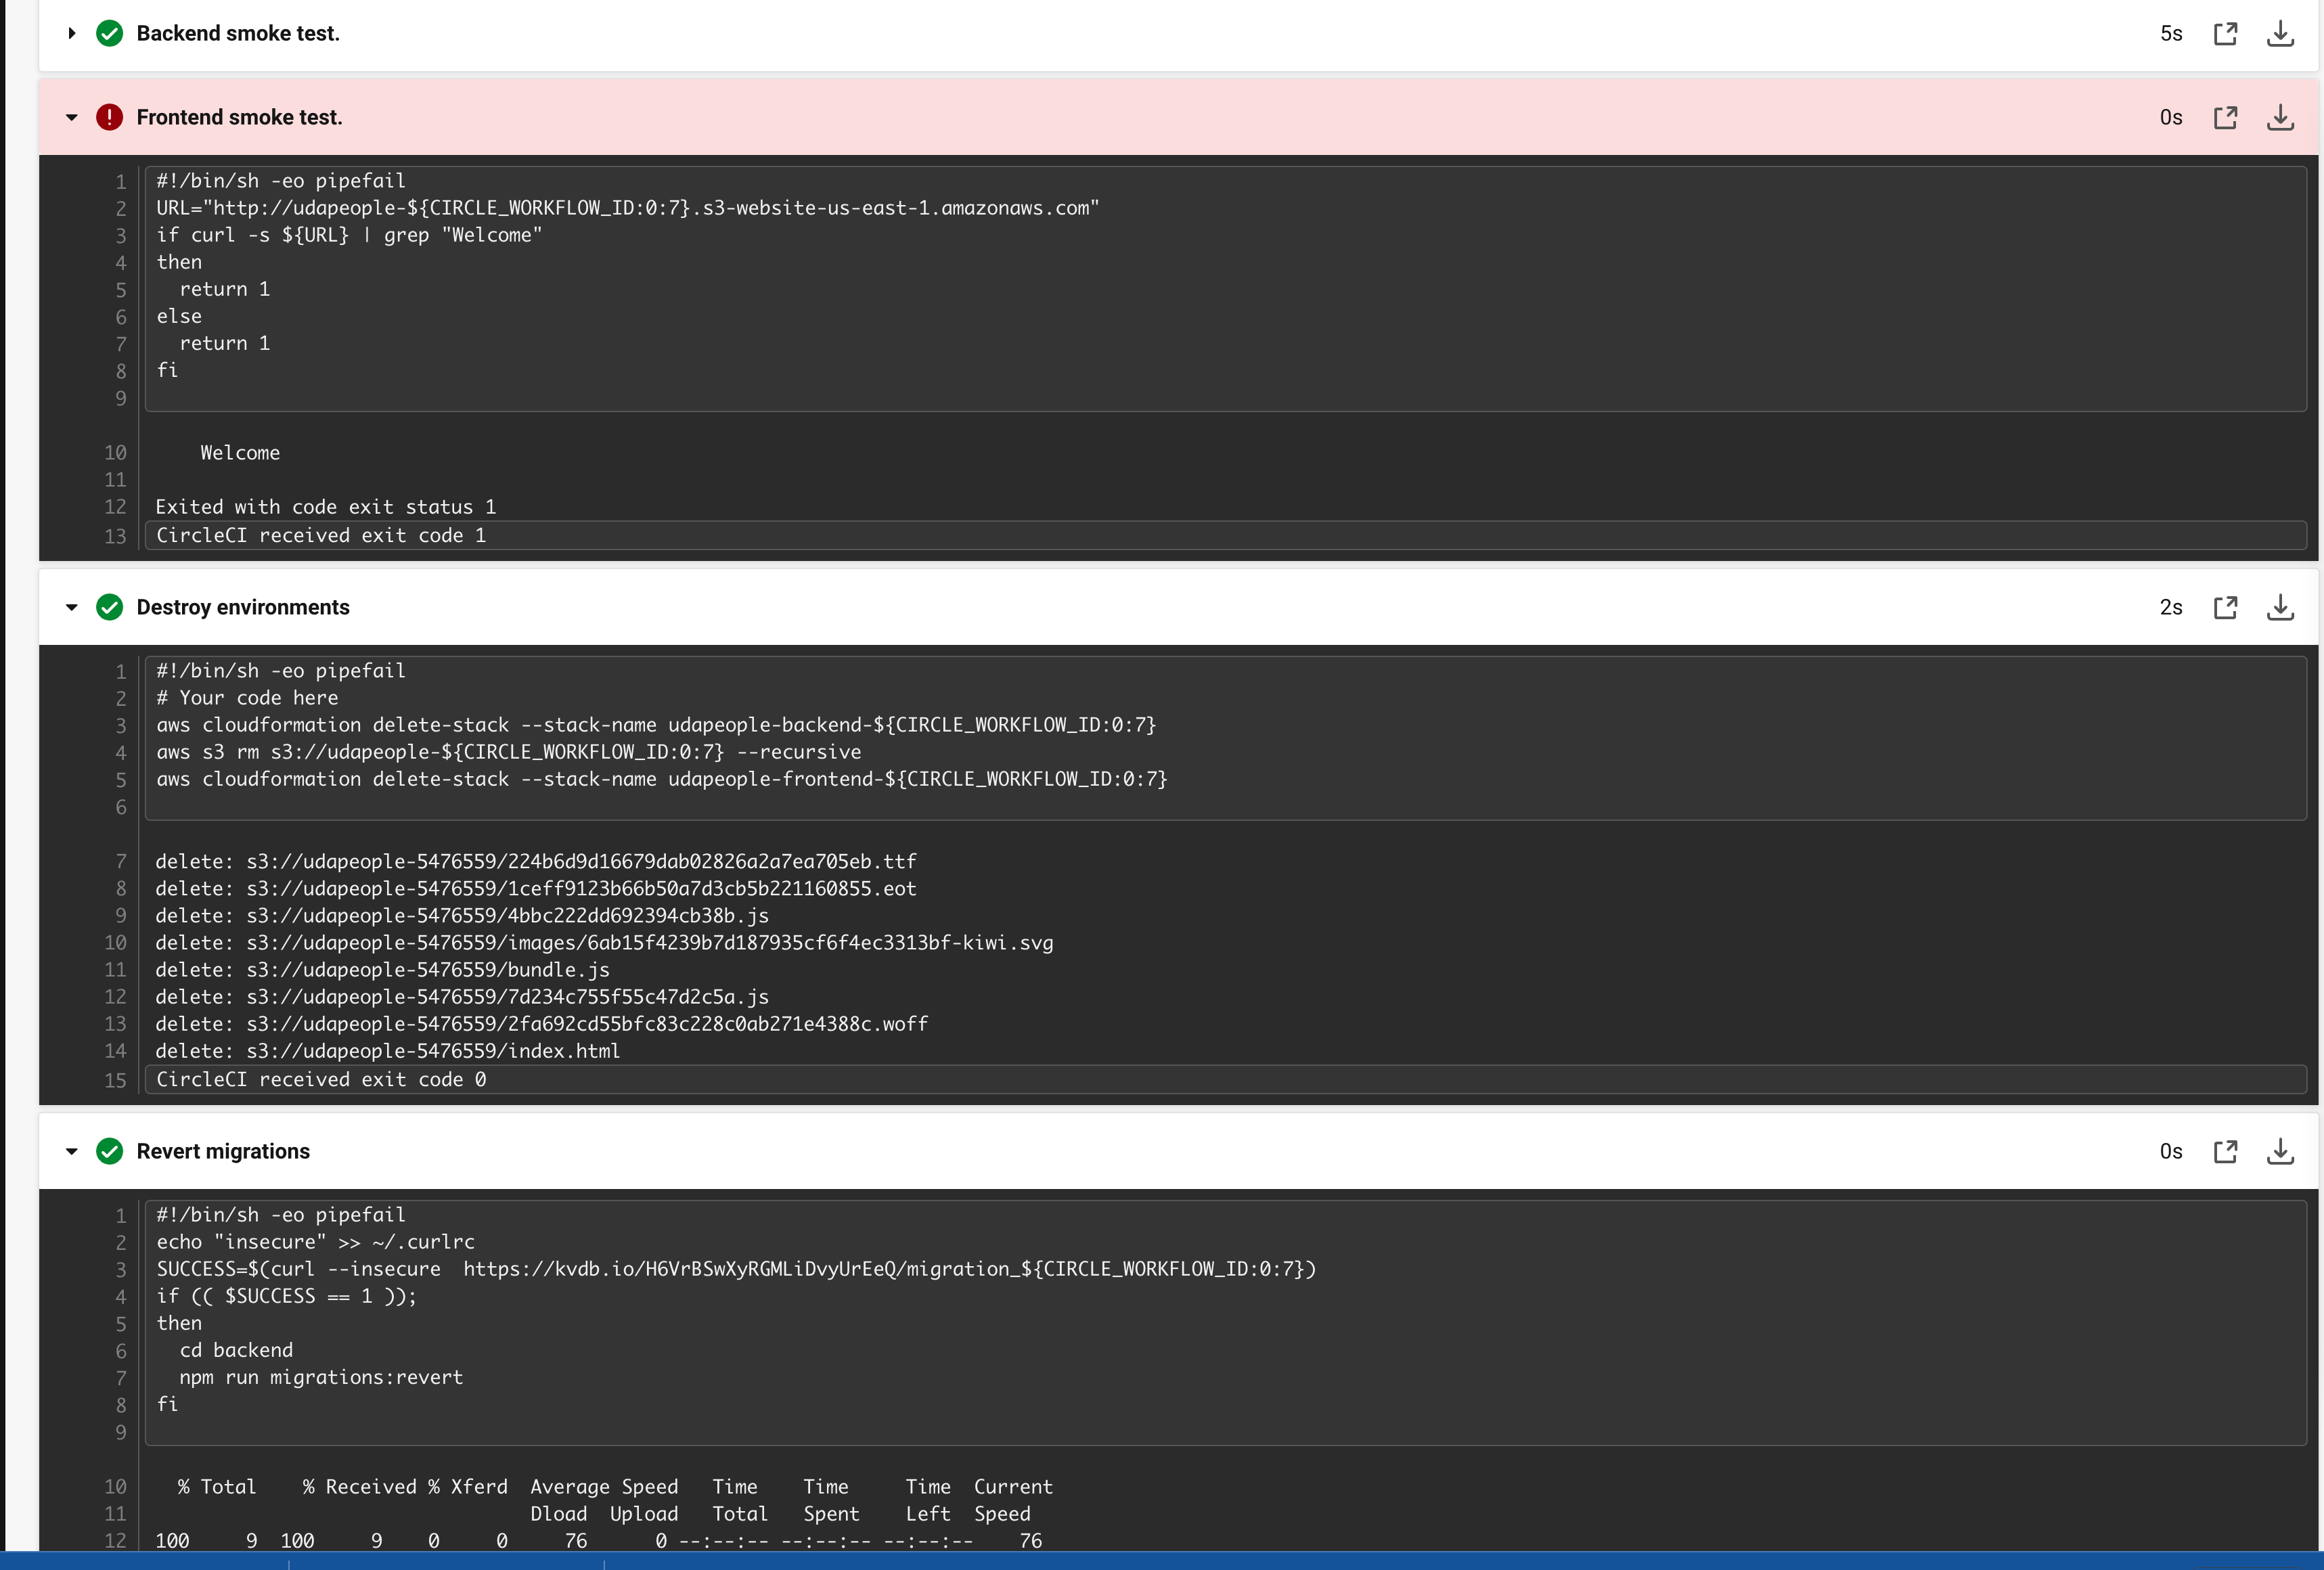 Backend smoke test. 5s
Frontend smoke test. 0s
1 #!/bin/sh -eo pipefail
2 URL="http://udapeople-${CIRCLE_WORKFLOW_ID:0:7}.s3-website-us-east-1.amazonaws.com"
3 if curl -s ${URL} | grep "Welcome"
4 then
5   return 1
6 else
7   return 1
8 fi
9
10     Welcome
11
12 Exited with code exit status 1
13 CircleCI received exit code 1
Destroy environments 2s
1 #!/bin/sh -eo pipefail
2 # Your code here
3 aws cloudformation delete-stack --stack-name udapeople-backend-${CIRCLE_WORKFLOW_ID:0:7}
4 aws s3 rm s3://udapeople-${CIRCLE_WORKFLOW_ID:0:7} --recursive
5 aws cloudformation delete-stack --stack-name udapeople-frontend-${CIRCLE_WORKFLOW_ID:0:7}
6
7 delete: s3://udapeople-5476559/224b6d9d16679dab02826a2a7ea705eb.ttf
8 delete: s3://udapeople-5476559/1ceff9123b66b50a7d3cb5b221160855.eot
9 delete: s3://udapeople-5476559/4bbc222dd692394cb38b.js
10 delete: s3://udapeople-5476559/images/6ab15f4239b7d187935cf6f4ec3313bf-kiwi.svg
11 delete: s3://udapeople-5476559/bundle.js
12 delete: s3://udapeople-5476559/7d234c755f55c47d2c5a.js
13 delete: s3://udapeople-5476559/2fa692cd55bfc83c228c0ab271e4388c.woff
14 delete: s3://udapeople-5476559/index.html
15 CircleCI received exit code 0
Revert migrations 0s
1 #!/bin/sh -eo pipefail
2 echo "insecure" >> ~/.curlrc
3 SUCCESS=$(curl --insecure  https://kvdb.io/H6VrBSwXyRGMLiDvyUrEeQ/migration_${CIRCLE_WORKFLOW_ID:0:7})
4 if (( $SUCCESS == 1 ));
5 then
6   cd backend
7   npm run migrations:revert
8 fi
9
10   % Total    % Received % Xferd  Average Speed   Time    Time     Time  Current
11                                  Dload  Upload   Total   Spent    Left  Speed
12 100     9  100     9    0     0     76      0 --:--:-- --:--:-- --:--:--    76